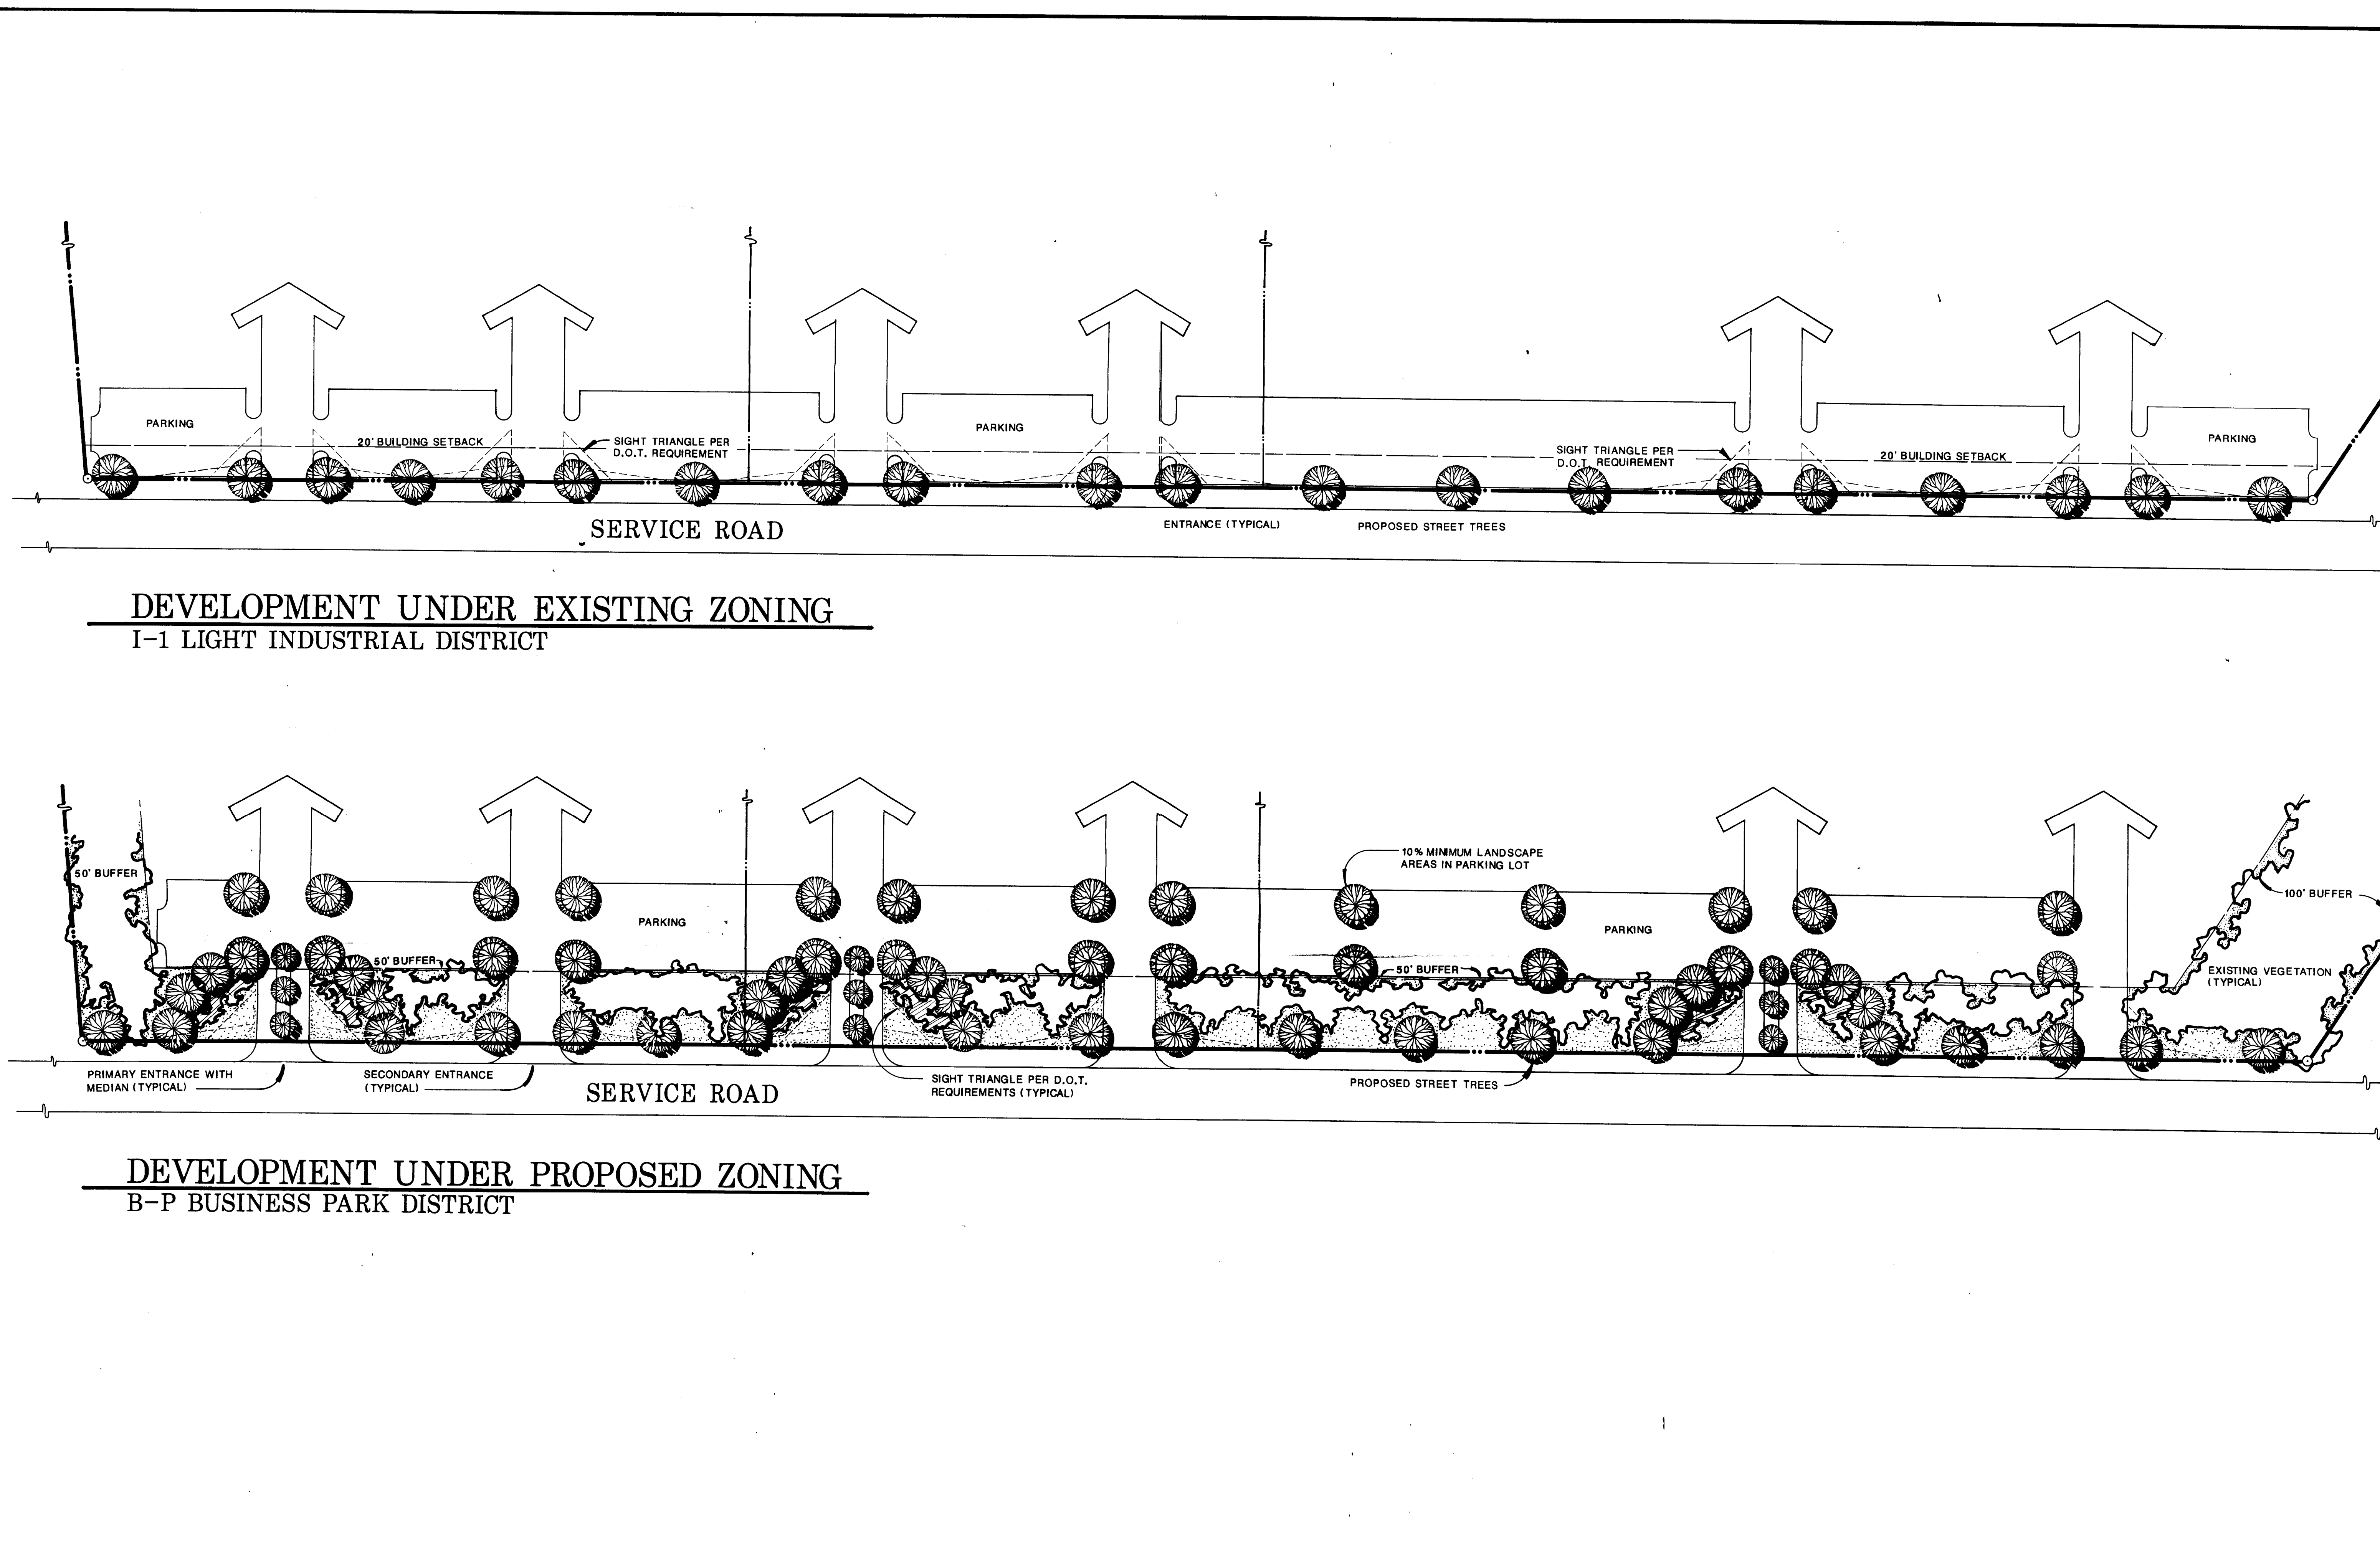 PARKING
20' BUILDING SETBACK
SIGHT TRIANGLE PER
D.O.T. REQUIREMENT
PARKING
SIGHT TRIANGLE PER
D.O.T. REQUIREMENT
20' BUILDING SETBACK
PARKING
SERVICE ROAD
ENTRANCE (TYPICAL)
PROPOSED STREET TREES
DEVELOPMENT UNDER EXISTING ZONING
I-1 LIGHT INDUSTRIAL DISTRICT
50' BUFFER
10% MINIMUM LANDSCAPE
AREAS IN PARKING LOT
100' BUFFER
PARKING
PARKING
50' BUFFER
50' BUFFER
EXISTING VEGETATION
(TYPICAL)
PRIMARY ENTRANCE WITH
MEDIAN (TYPICAL)
SECONDARY ENTRANCE
(TYPICAL)
SERVICE ROAD
SIGHT TRIANGLE PER D.O.T.
REQUIREMENTS (TYPICAL)
PROPOSED STREET TREES
DEVELOPMENT UNDER PROPOSED ZONING
B-P BUSINESS PARK DISTRICT